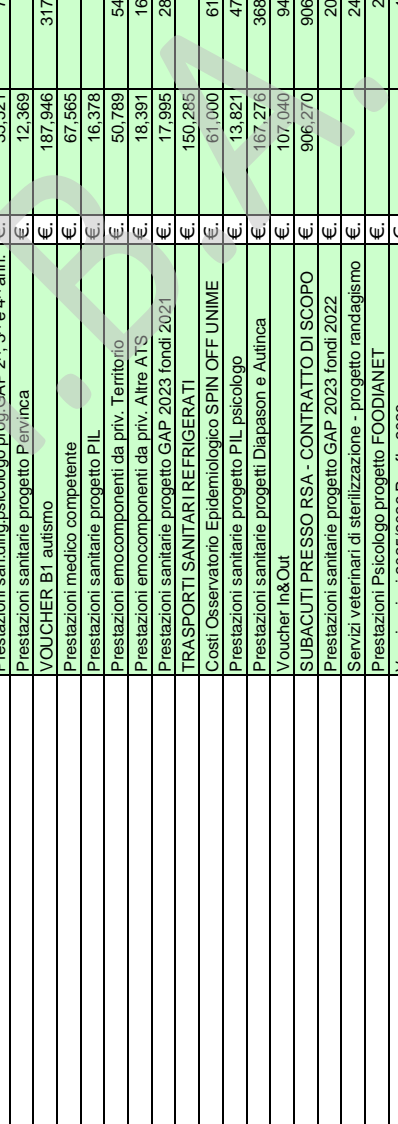 Prestazioni sanitarie progetto Pervinca €. 12,369
VOUCHER B1 autismo €. 187,946 317
Prestazioni medico competente €. 67,565
Prestazioni sanitarie progetto PIL €. 16,378
Prestazioni emocomponenti da priv. Territorio €. 50,789 54
Prestazioni emocomponenti da priv. Altre ATS €. 18,391 16
Prestazioni sanitarie progetto GAP 2023 fondi 2021 €. 17,995 28
TRASPORTI SANITARI REFRIGERATI €. 150,285
Costi Osservatorio Epidemiologico SPIN OFF UNIME €. 61,000 61
Prestazioni sanitarie progetto PIL psicologo €. 13,821 47
Prestazioni sanitarie progetti Diapason e Autinca €. 167,276 368
Voucher In&Out €. 107,040 94
SUBACUTI PRESSO RSA - CONTRATTO DI SCOPO €. 906,270 906
Prestazioni sanitarie progetto GAP 2023 fondi 2022 €. 20
Servizi veterinari di sterilizzazione - progetto randagismo €. 24
Prestazioni Psicologo progetto FOODIANET €. 2